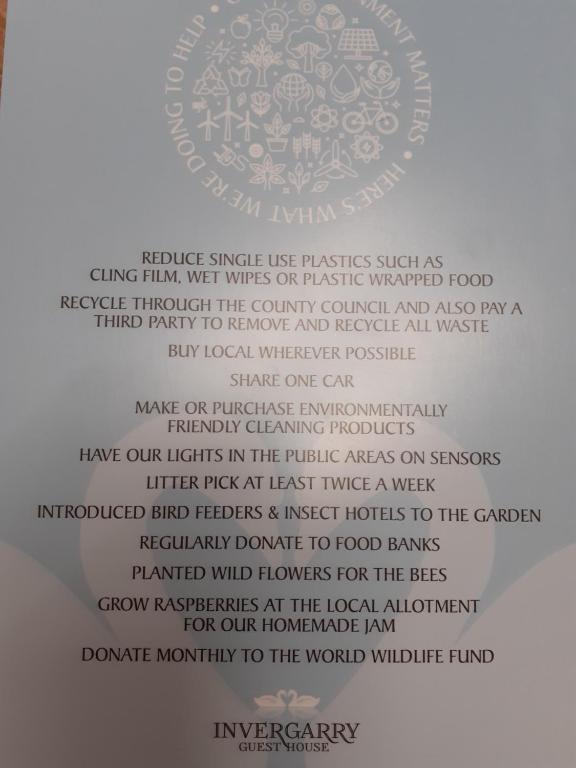 NMENT MATTERS • HERE'S WHAT WE'RE DOING TO HELP •
REDUCE SINGLE USE PLASTICS SUCH AS
CLING FILM, WET WIPES OR PLASTIC WRAPPED FOOD
RECYCLE THROUGH THE COUNTY COUNCIL AND ALSO PAY A
THIRD PARTY TO REMOVE AND RECYCLE ALL WASTE
BUY LOCAL WHEREVER POSSIBLE
SHARE ONE CAR
MAKE OR PURCHASE ENVIRONMENTALLY
FRIENDLY CLEANING PRODUCTS
HAVE OUR LIGHTS IN THE PUBLIC AREAS ON SENSORS
LITTER PICK AT LEAST TWICE A WEEK
INTRODUCED BIRD FEEDERS & INSECT HOTELS TO THE GARDEN
REGULARLY DONATE TO FOOD BANKS
PLANTED WILD FLOWERS FOR THE BEES
GROW RASPBERRIES AT THE LOCAL ALLOTMENT
FOR OUR HOMEMADE JAM
DONATE MONTHLY TO THE WORLD WILDLIFE FUND
INVERGARRY
GUEST HOUSE